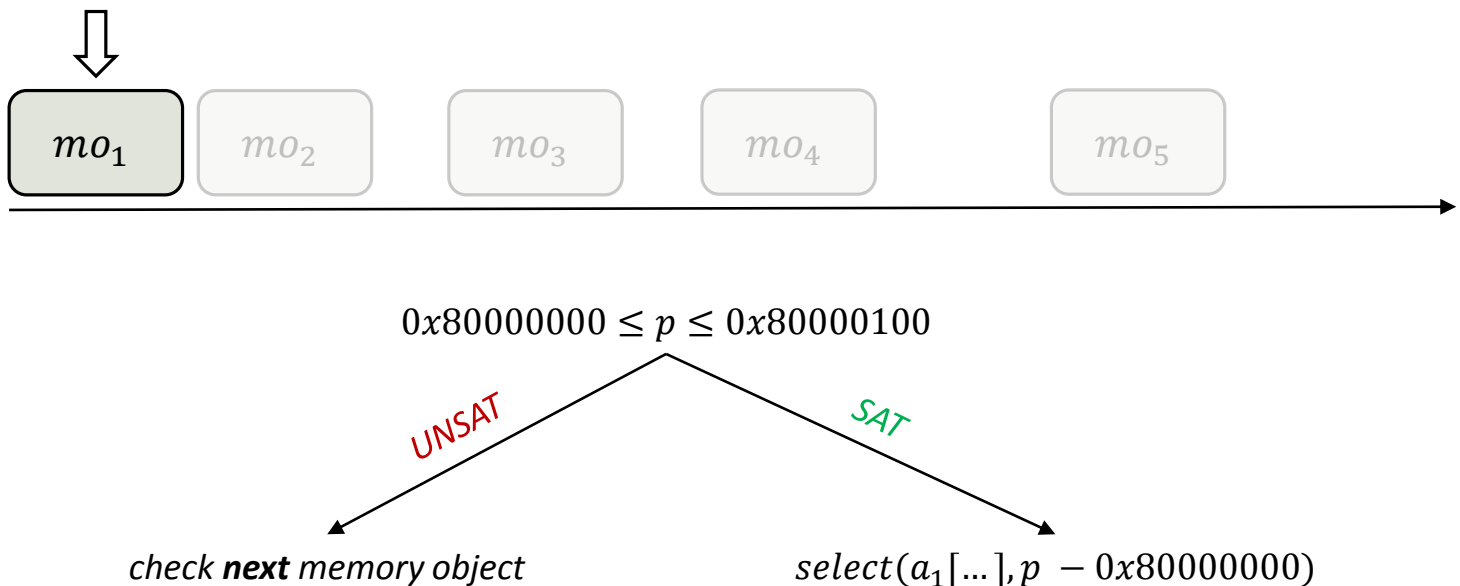 mo₁ mo₂ mo₃ mo₄ mo₅
0x80000000 ≤ p ≤ 0x80000100
UNSAT SAT
check next memory object select(a₁[…], p − 0x80000000)